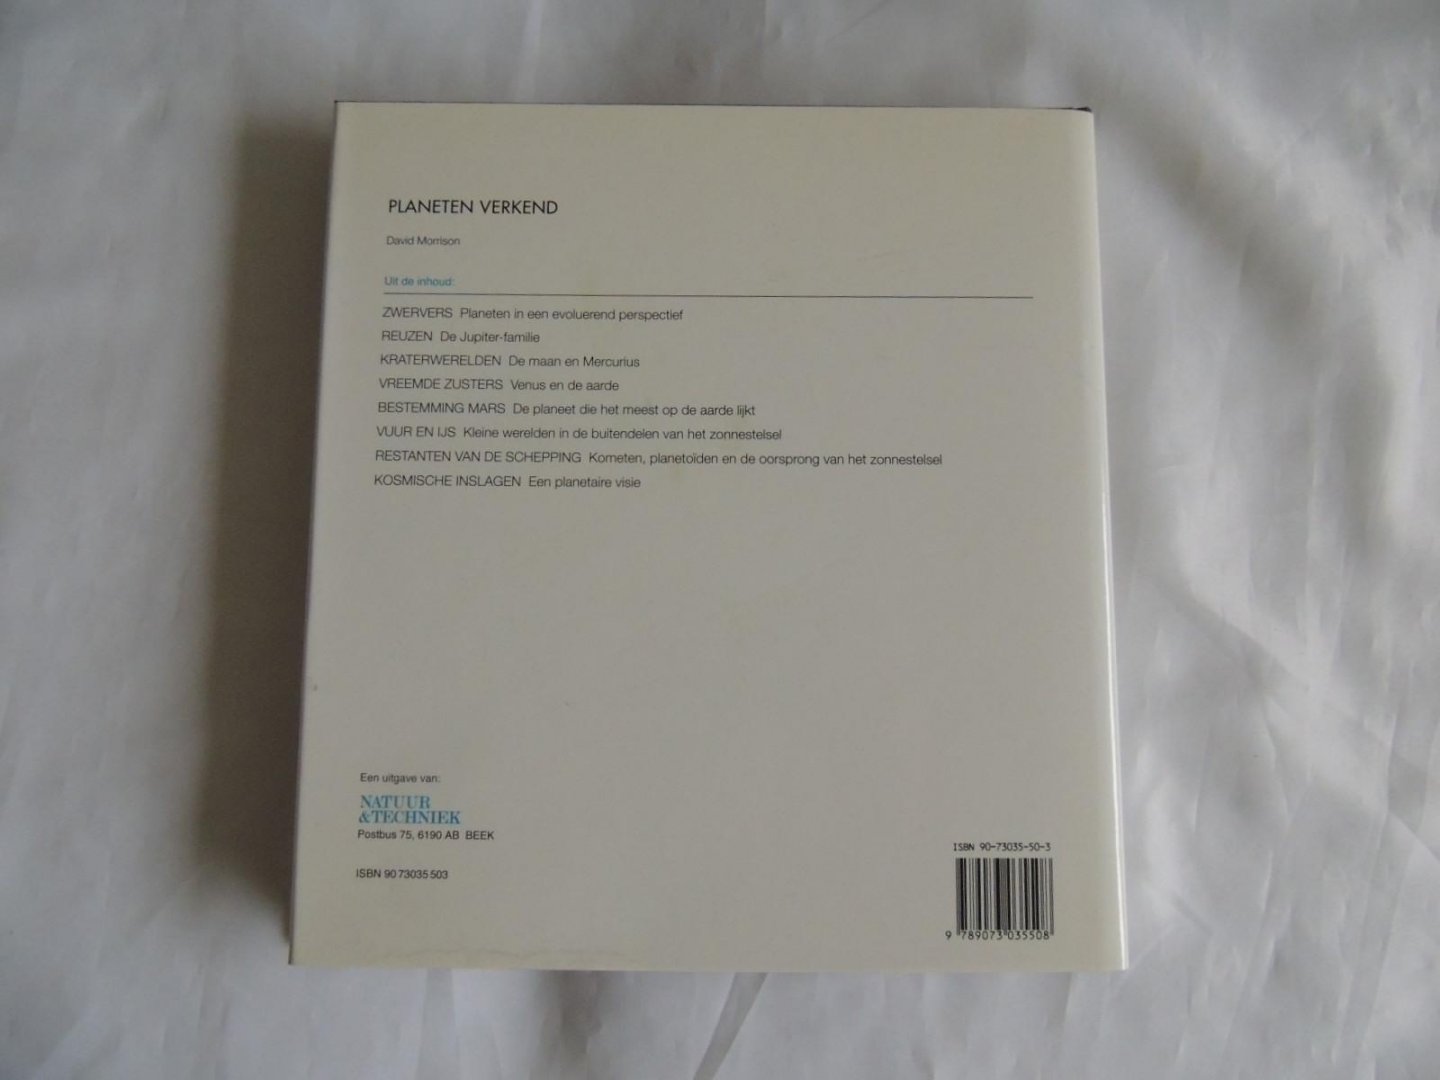 PLANETEN VERKEND
David Morrison
Uit de inhoud:
ZWERVERS Planeten in een evoluerend perspectief
REUZEN De Jupiter-familie
KRATERWERELDEN De maan en Mercurius
VREEMDE ZUSTERS Venus en de aarde
BESTEMMING MARS De planeet die het meest op de aarde lijkt
VUUR EN IJS Kleine werelden in de buitendelen van het zonnestelsel
RESTANTEN VAN DE SCHEPPING Kometen, planetoïden en de oorsprong van het zonnestelsel
KOSMISCHE INSLAGEN Een planetaire visie
Een uitgave van:
NATUUR
&TECHNIEK
Postbus 75, 6190 AB BEEK
ISBN 90 73035 503
ISBN 90-73035-50-3
9 789073 035508